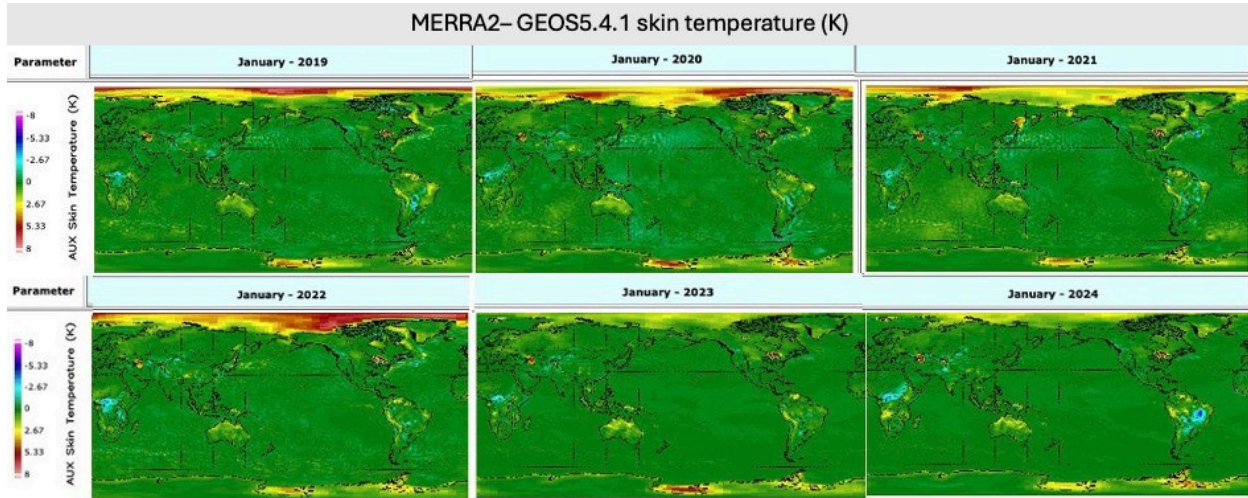 MERRA2– GEOS5.4.1 skin temperature (K)
Parameter January - 2019 January - 2020 January - 2021
AUX Skin Temperature (K)
-8
-5.33
-2.67
0
2.67
5.33
8
Parameter January - 2022 January - 2023 January - 2024
AUX Skin Temperature (K)
-8
-5.33
-2.67
0
2.67
5.33
8